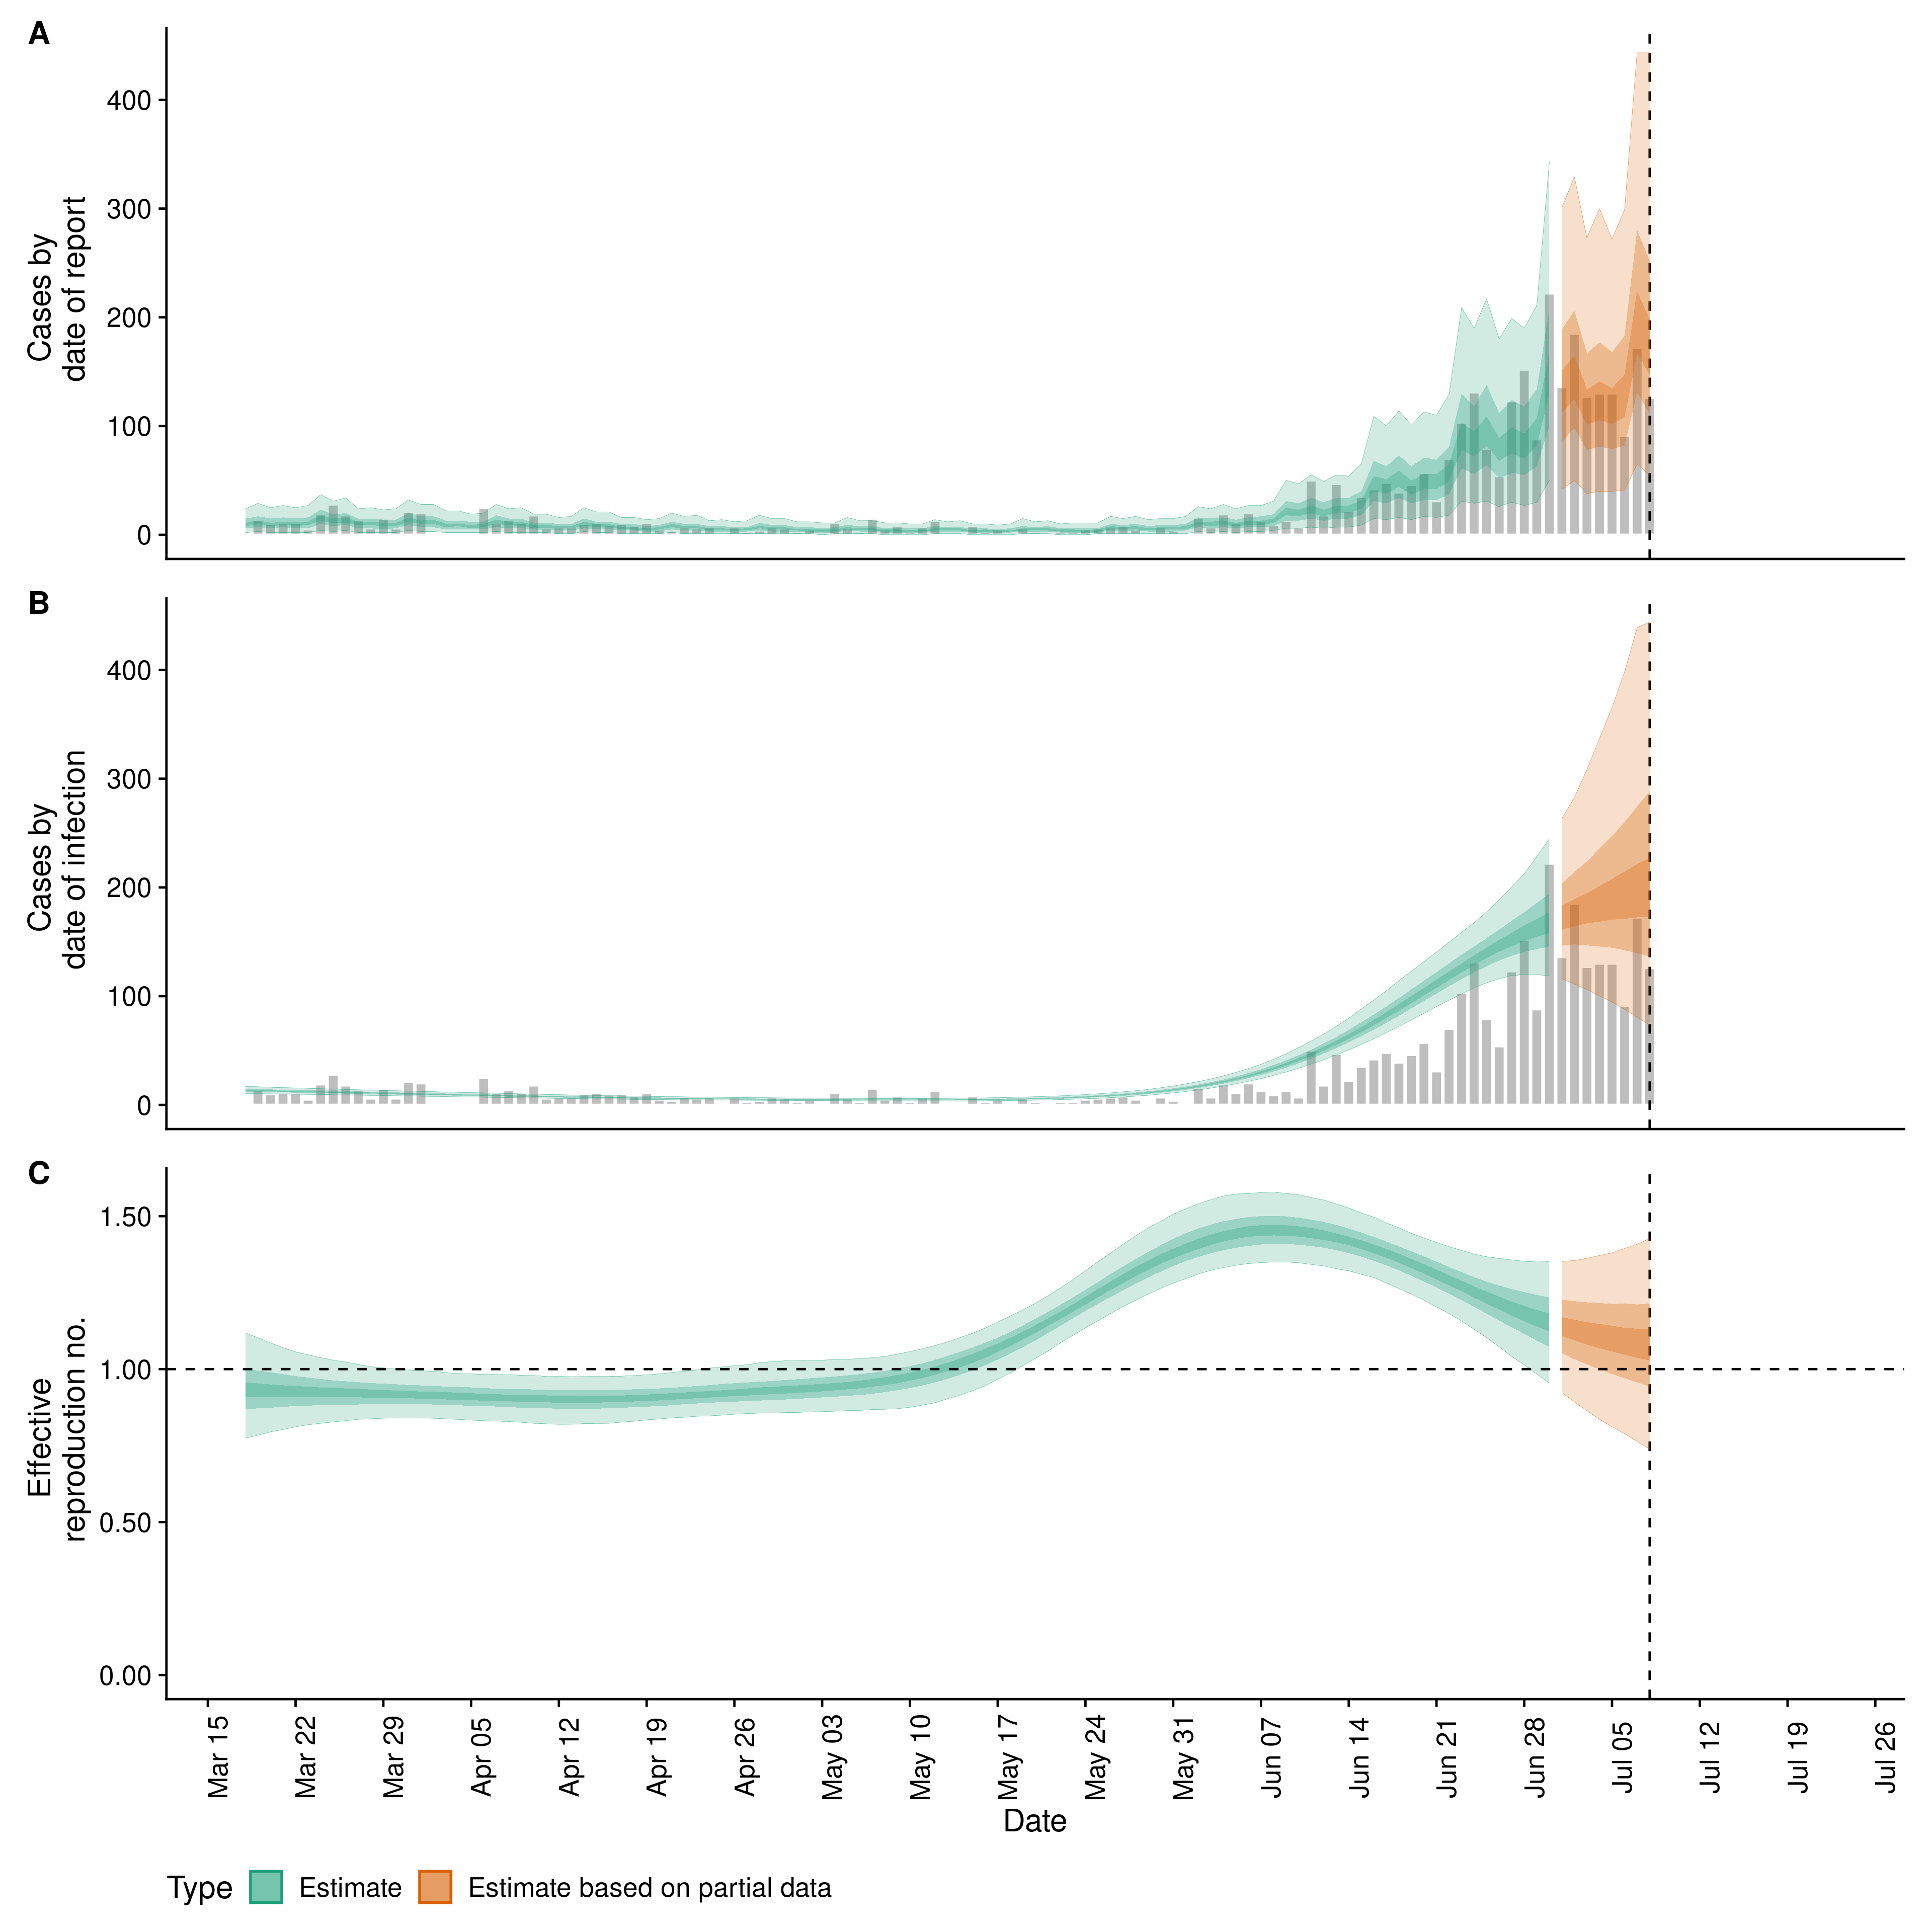 A
Cases by
date of report
400
300
200
100
0
B
Cases by
date of infection
400
300
200
100
0
C
Effective
reproduction no.
1.50
1.00
0.50
0.00
Mar 15
Mar 22
Mar 29
Apr 05
Apr 12
Apr 19
Apr 26
May 03
May 10
May 17
May 24
May 31
Jun 07
Jun 14
Jun 21
Jun 28
Jul 05
Jul 12
Jul 19
Jul 26
Date
Type Estimate Estimate based on partial data